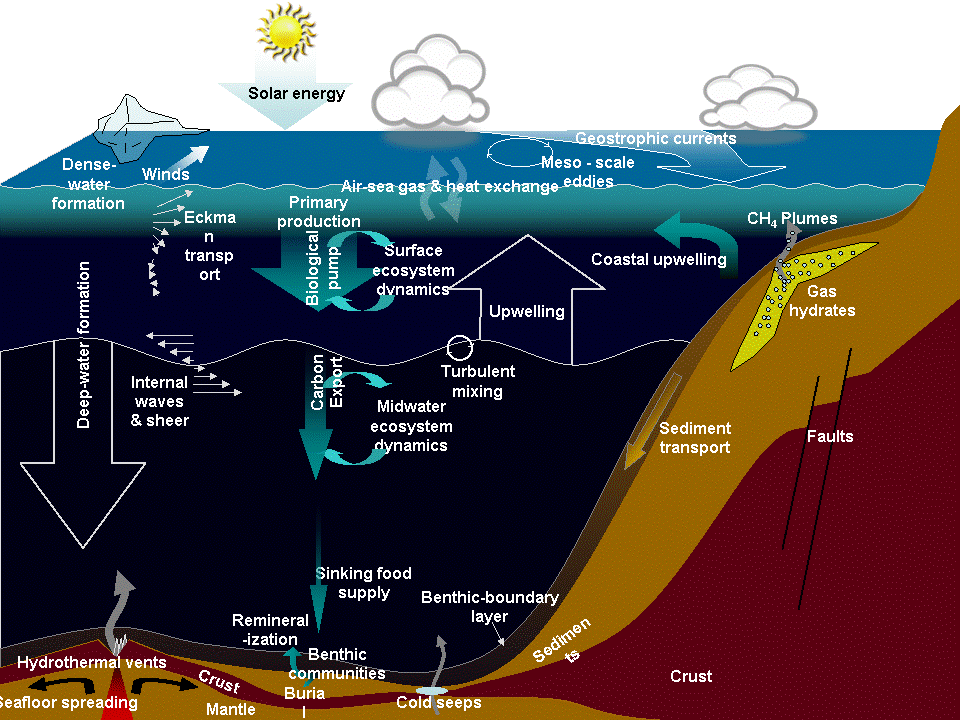 Solar energy
Geostrophic currents
Meso - scale
eddies
Dense-
water
formation
Winds
Air-sea gas & heat exchange
Primary
production
Eckma
n
transp
ort
Biological
pump
Surface
ecosystem
dynamics
CH4 Plumes
Coastal upwelling
Gas
hydrates
Upwelling
Deep-water formation
Internal
waves
& sheer
Carbon
Export
Turbulent
mixing
Midwater
ecosystem
dynamics
Sediment
transport
Faults
Sinking food
supply
Benthic-boundary
layer
Remineral
-ization
Sedimen
ts
Benthic
communities
Hydrothermal vents
Crust
Crust
Buria
l
Seafloor spreading
Mantle
Cold seeps